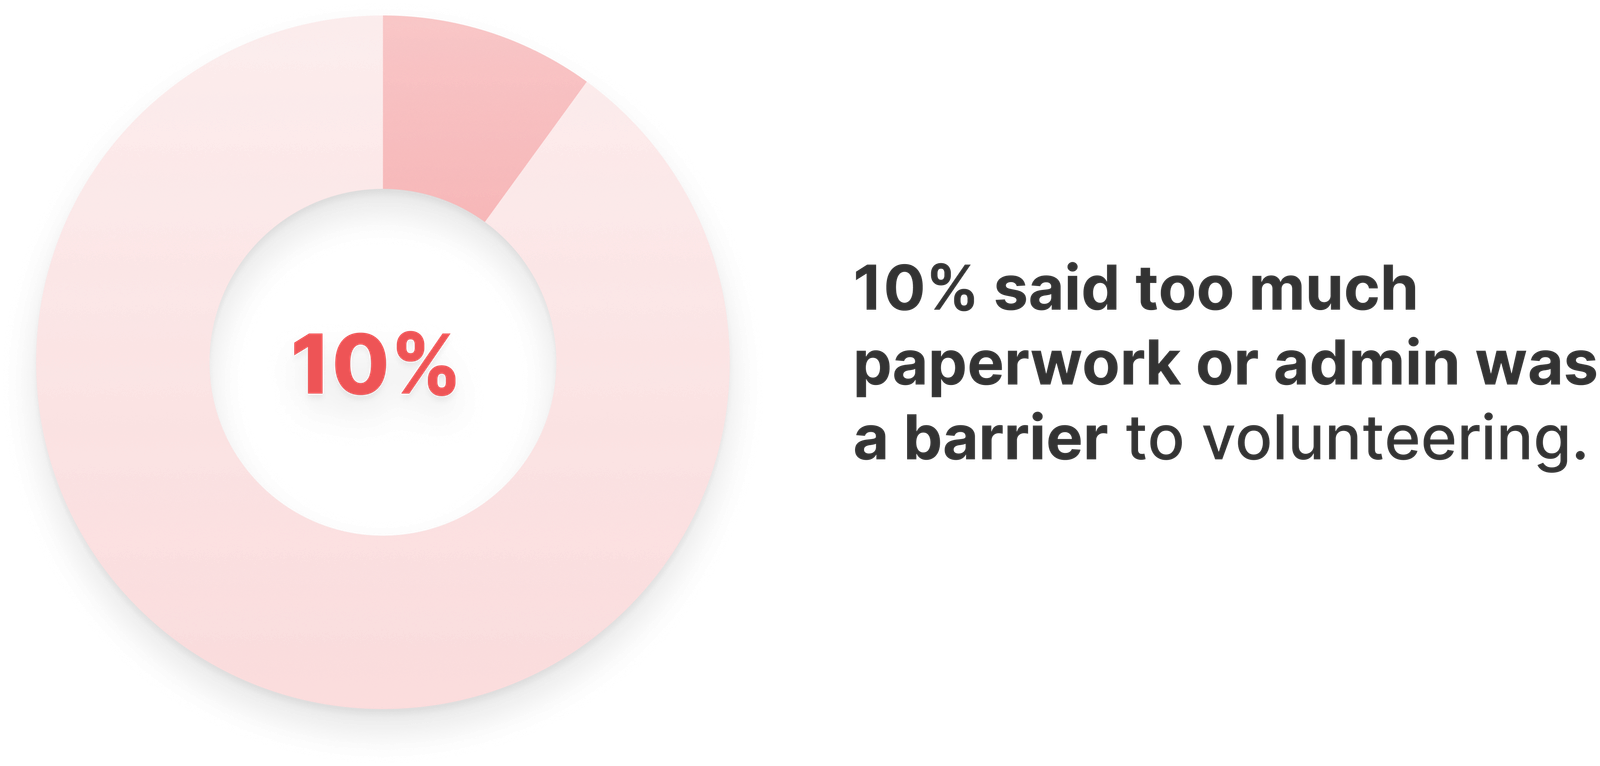 10%
10% said too much
paperwork or admin was
a barrier to volunteering.